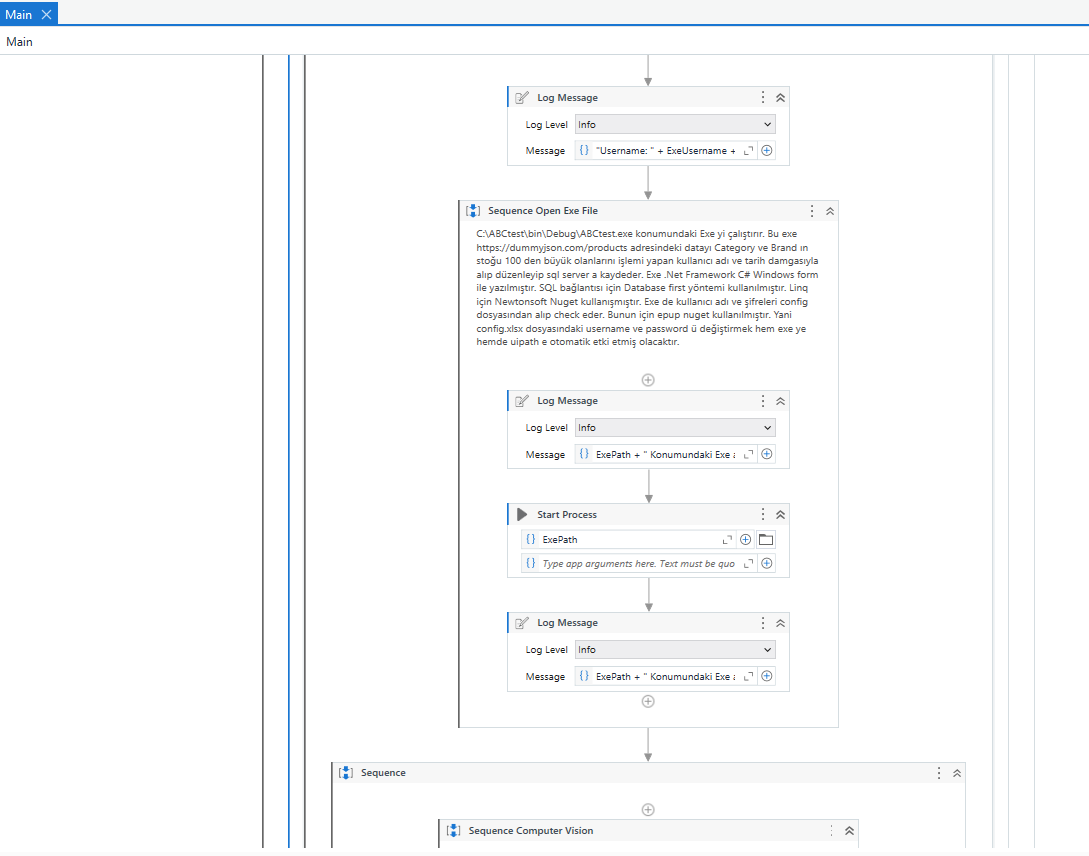 Main
Main
Log Message
Log Level Info
Message "Username: " + ExeUsername +
Sequence Open Exe File
C:\ABCtest\bin\Debug\ABCtest.exe konumundaki Exe yi çalıştırır. Bu exe
https://dummyjson.com/products adresindeki datayı Category ve Brand ın
stoğu 100 den büyük olanlarını işlemi yapan kullanıcı adı ve tarih damgasıyla
alıp düzenleyip sql server a kaydeder. Exe .Net Framework C# Windows form
ile yazılmıştır. SQL bağlantısı için Database first yöntemi kullanılmıştır. Linq
için Newtonsoft Nuget kullanışmıştır. Exe de kullanıcı adı ve şifreleri config
dosyasından alıp check eder. Bunun için epup nuget kullanılmıştır. Yani
config.xlsx dosyasındaki username ve password ü değiştirmek hem exe ye
hemde uipath e otomatik etki etmiş olacaktır.
Log Message
Log Level Info
Message ExePath + " Konumundaki Exe a
Start Process
ExePath
Type app arguments here. Text must be quo
Log Message
Log Level Info
Message ExePath + " Konumundaki Exe a
Sequence
Sequence Computer Vision